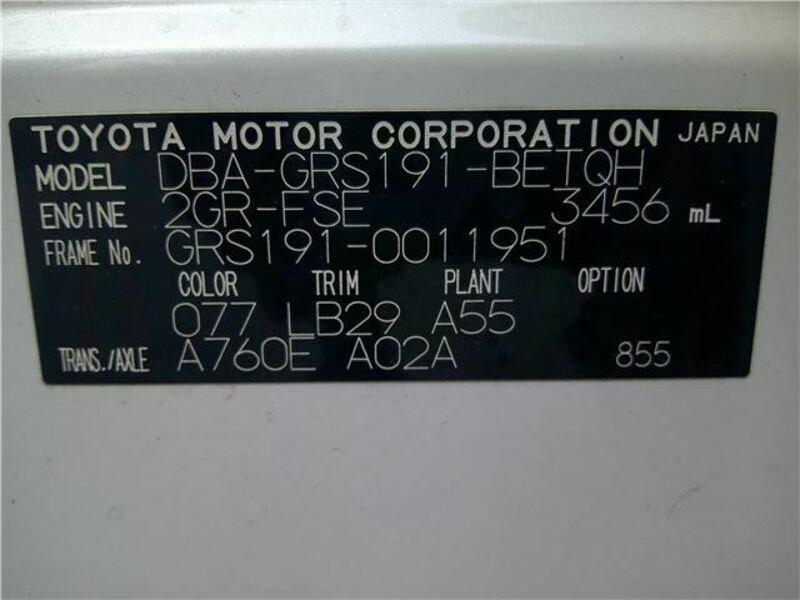 TOYOTA MOTOR CORPORATION JAPAN
MODEL DBA-GRS191-BETQH
ENGINE 2GR-FSE 3456 mL
FRAME No. GRS191-0011951
COLOR TRIM PLANT OPTION
077 LB29 A55
TRANS./AXLE A760E A02A 855